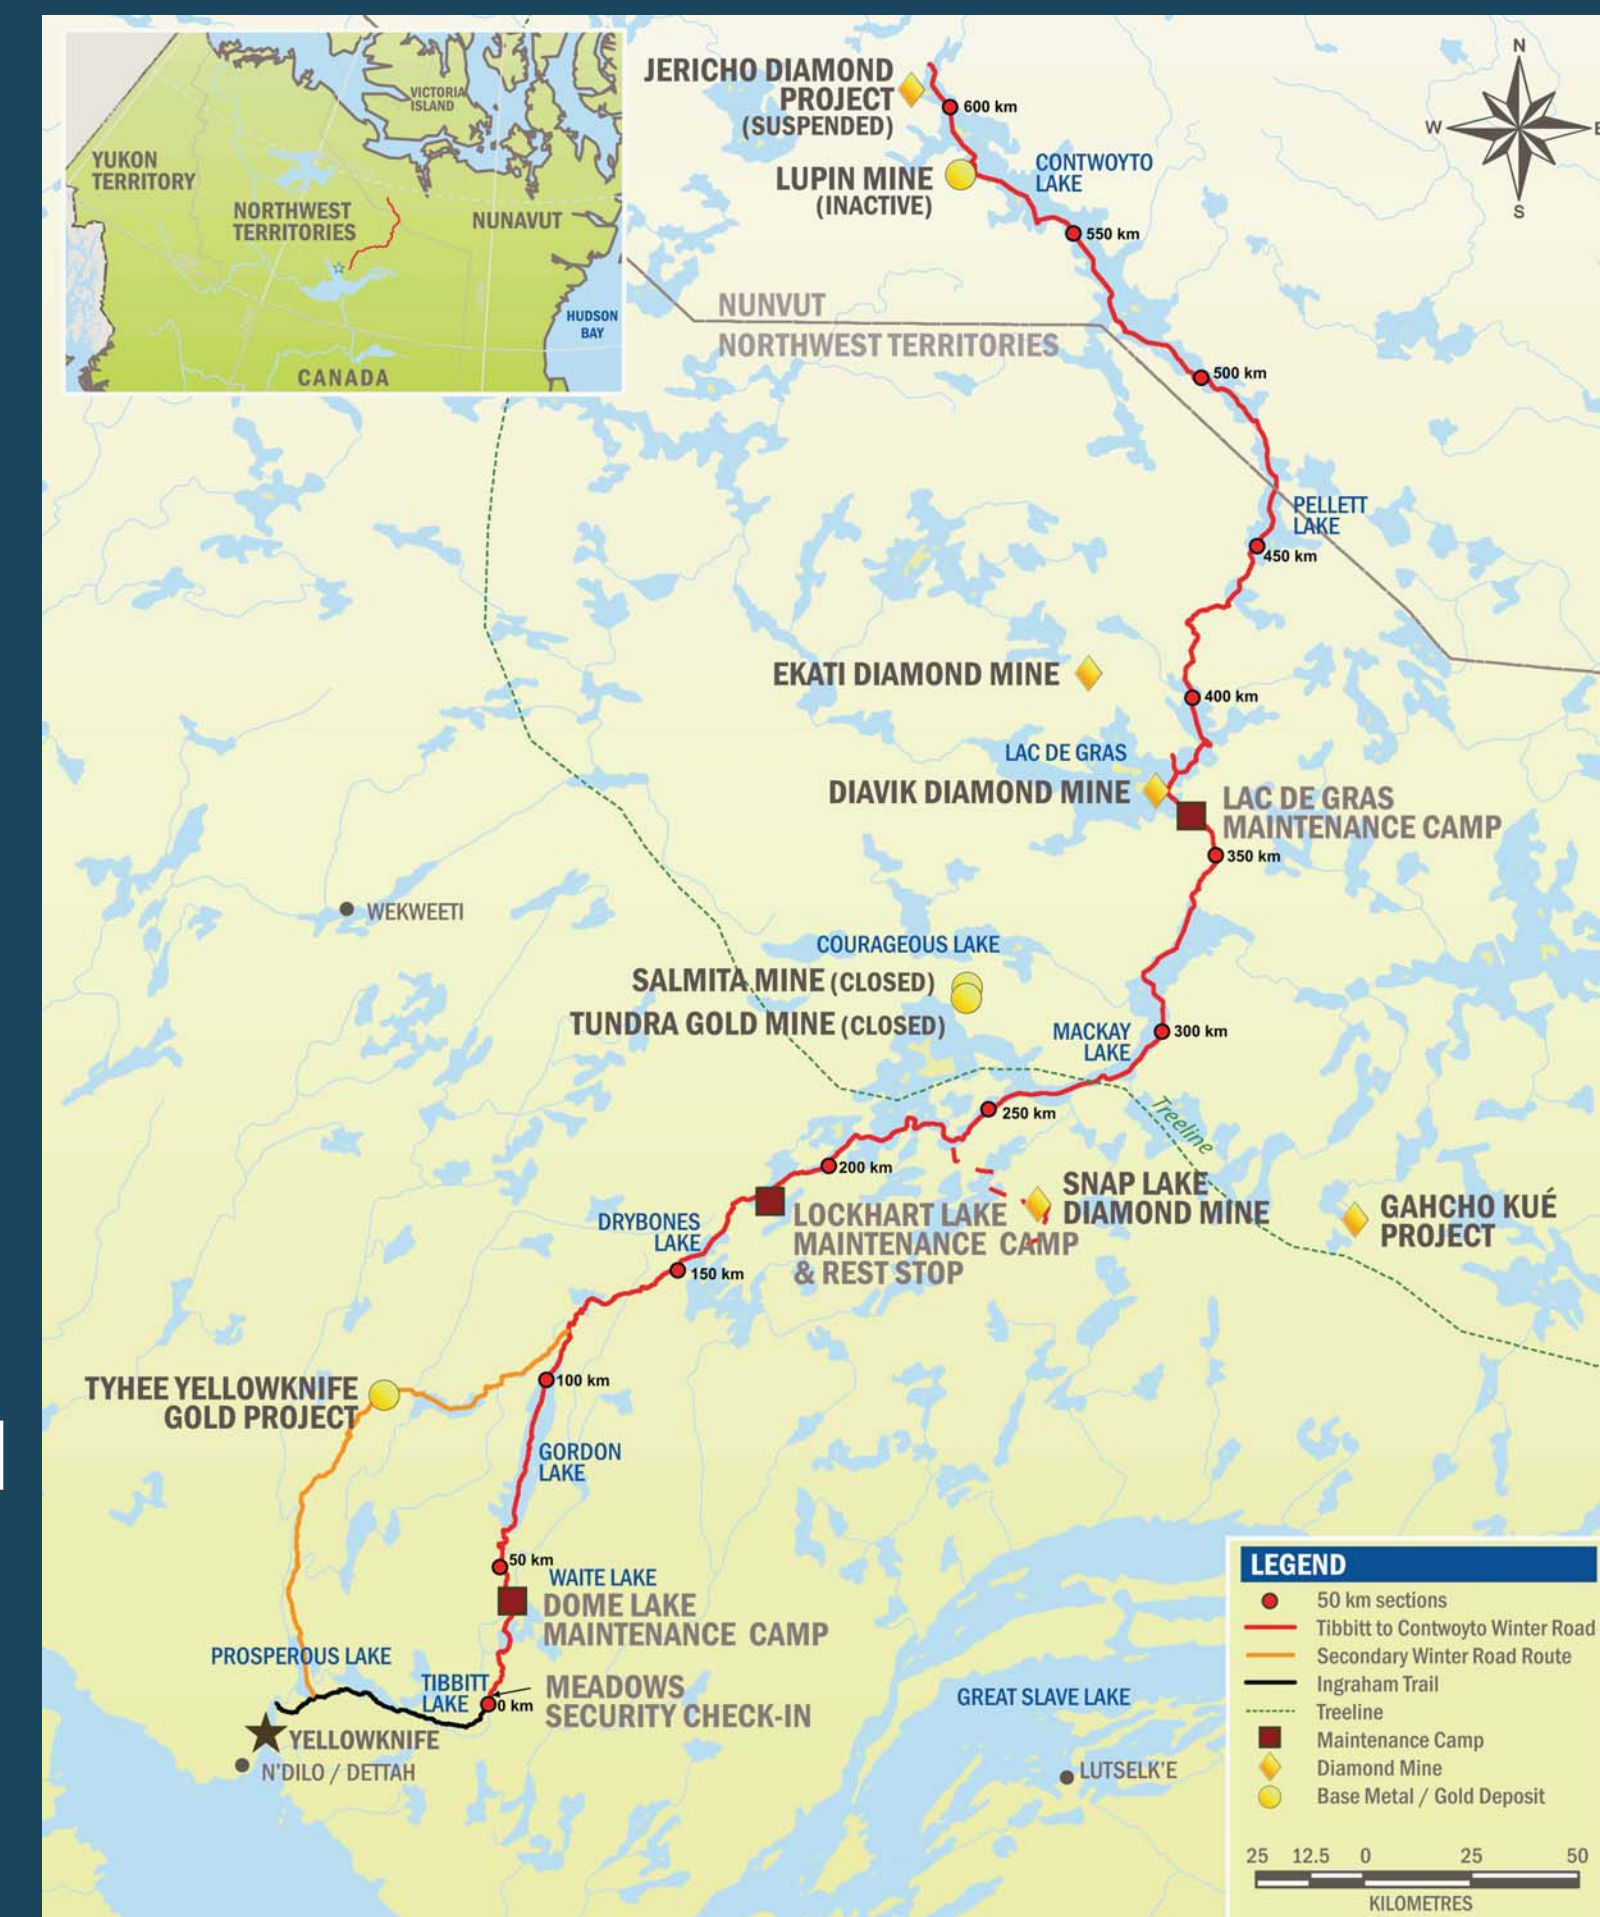 YUKON
TERRITORY
VICTORIA
ISLAND
NORTHWEST
TERRITORIES
NUNAVUT
HUDSON
BAY
CANADA
JERICHO DIAMOND
PROJECT
(SUSPENDED)
600 km
LUPIN MINE
(INACTIVE)
CONTWOYTO
LAKE
550 km
N
W
E
S
NUNVUT
NORTHWEST TERRITORIES
500 km
PELLETT
LAKE
450 km
EKATI DIAMOND MINE
400 km
LAC DE GRAS
DIAVIK DIAMOND MINE
LAC DE GRAS
MAINTENANCE CAMP
350 km
WEKWEETI
COURAGEOUS LAKE
SALMITA MINE (CLOSED)
TUNDRA GOLD MINE (CLOSED)
MACKAY
LAKE
300 km
250 km
Treeline
200 km
SNAP LAKE
DIAMOND MINE
GAHCHO KUÉ
PROJECT
LOCKHART LAKE
MAINTENANCE CAMP
& REST STOP
DRYBONES
LAKE
150 km
TYHEE YELLOWKNIFE
GOLD PROJECT
100 km
GORDON
LAKE
50 km
WAITE LAKE
DOME LAKE
MAINTENANCE CAMP
PROSPEROUS LAKE
TIBBITT
LAKE
0 km
MEADOWS
SECURITY CHECK-IN
YELLOWKNIFE
N'DILO / DETTAH
GREAT SLAVE LAKE
LUTSELK'E
LEGEND
50 km sections
Tibbitt to Contwoyto Winter Road
Secondary Winter Road Route
Ingraham Trail
Treeline
Maintenance Camp
Diamond Mine
Base Metal / Gold Deposit
25 12.5 0 25 50
KILOMETRES